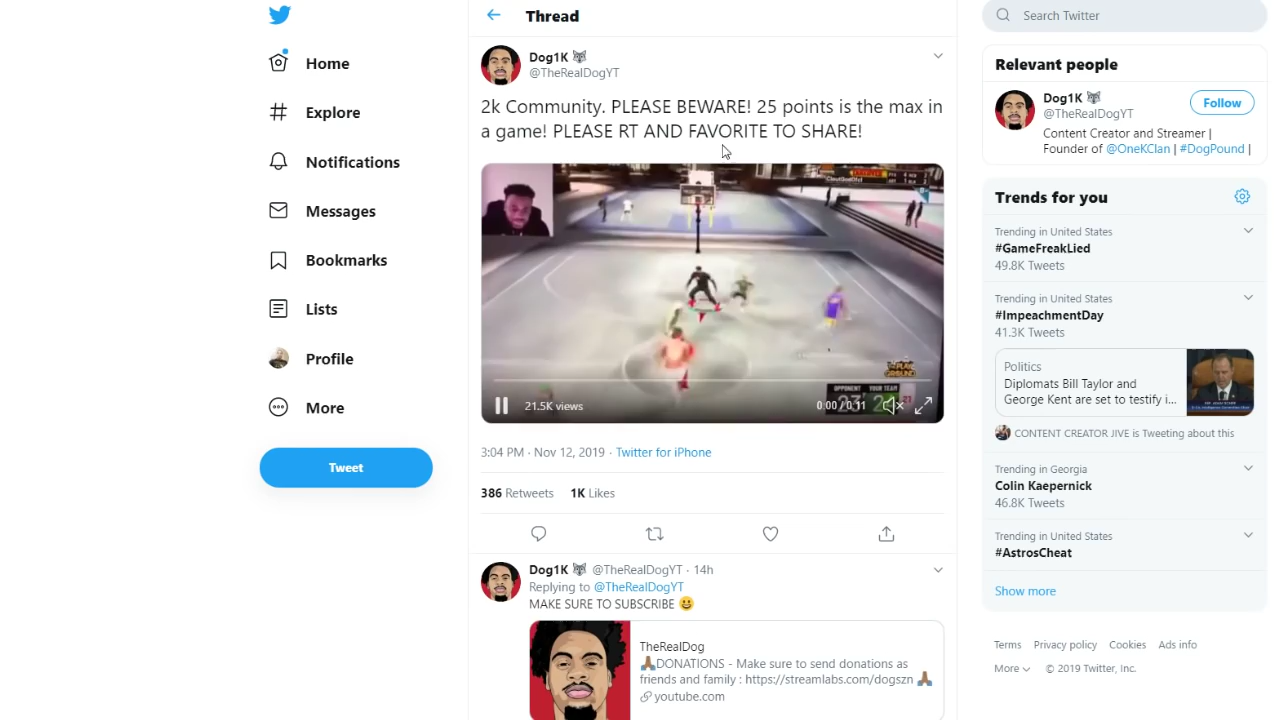 Home
Explore
Notifications
Messages
Bookmarks
Lists
Profile
More
Tweet
Thread
Dog1K
@TheRealDogYT
2k Community. PLEASE BEWARE! 25 points is the max in
a game! PLEASE RT AND FAVORITE TO SHARE!
OPPONENT YOUR TEAM
21.5K views
0:00 / 0:11
3:04 PM · Nov 12, 2019 · Twitter for iPhone
386 Retweets 1K Likes
Dog1K @TheRealDogYT · 14h
Replying to @TheRealDogYT
MAKE SURE TO SUBSCRIBE 😀
TheRealDog
🙏🏾DONATIONS - Make sure to send donations as
friends and family : https://streamlabs.com/dogszn 🙏🏾
youtube.com
Search Twitter
Relevant people
Dog1K
Follow
@TheRealDogYT
Content Creator and Streamer |
Founder of @OneKClan | #DogPound |
Trends for you
Trending in United States
#GameFreakLied
49.8K Tweets
Trending in United States
#ImpeachmentDay
41.3K Tweets
Politics
Diplomats Bill Taylor and
George Kent are set to testify i...
CONTENT CREATOR JIVE is Tweeting about this
Trending in Georgia
Colin Kaepernick
46.8K Tweets
Trending in United States
#AstrosCheat
Show more
Terms Privacy policy Cookies Ads info
More © 2019 Twitter, Inc.